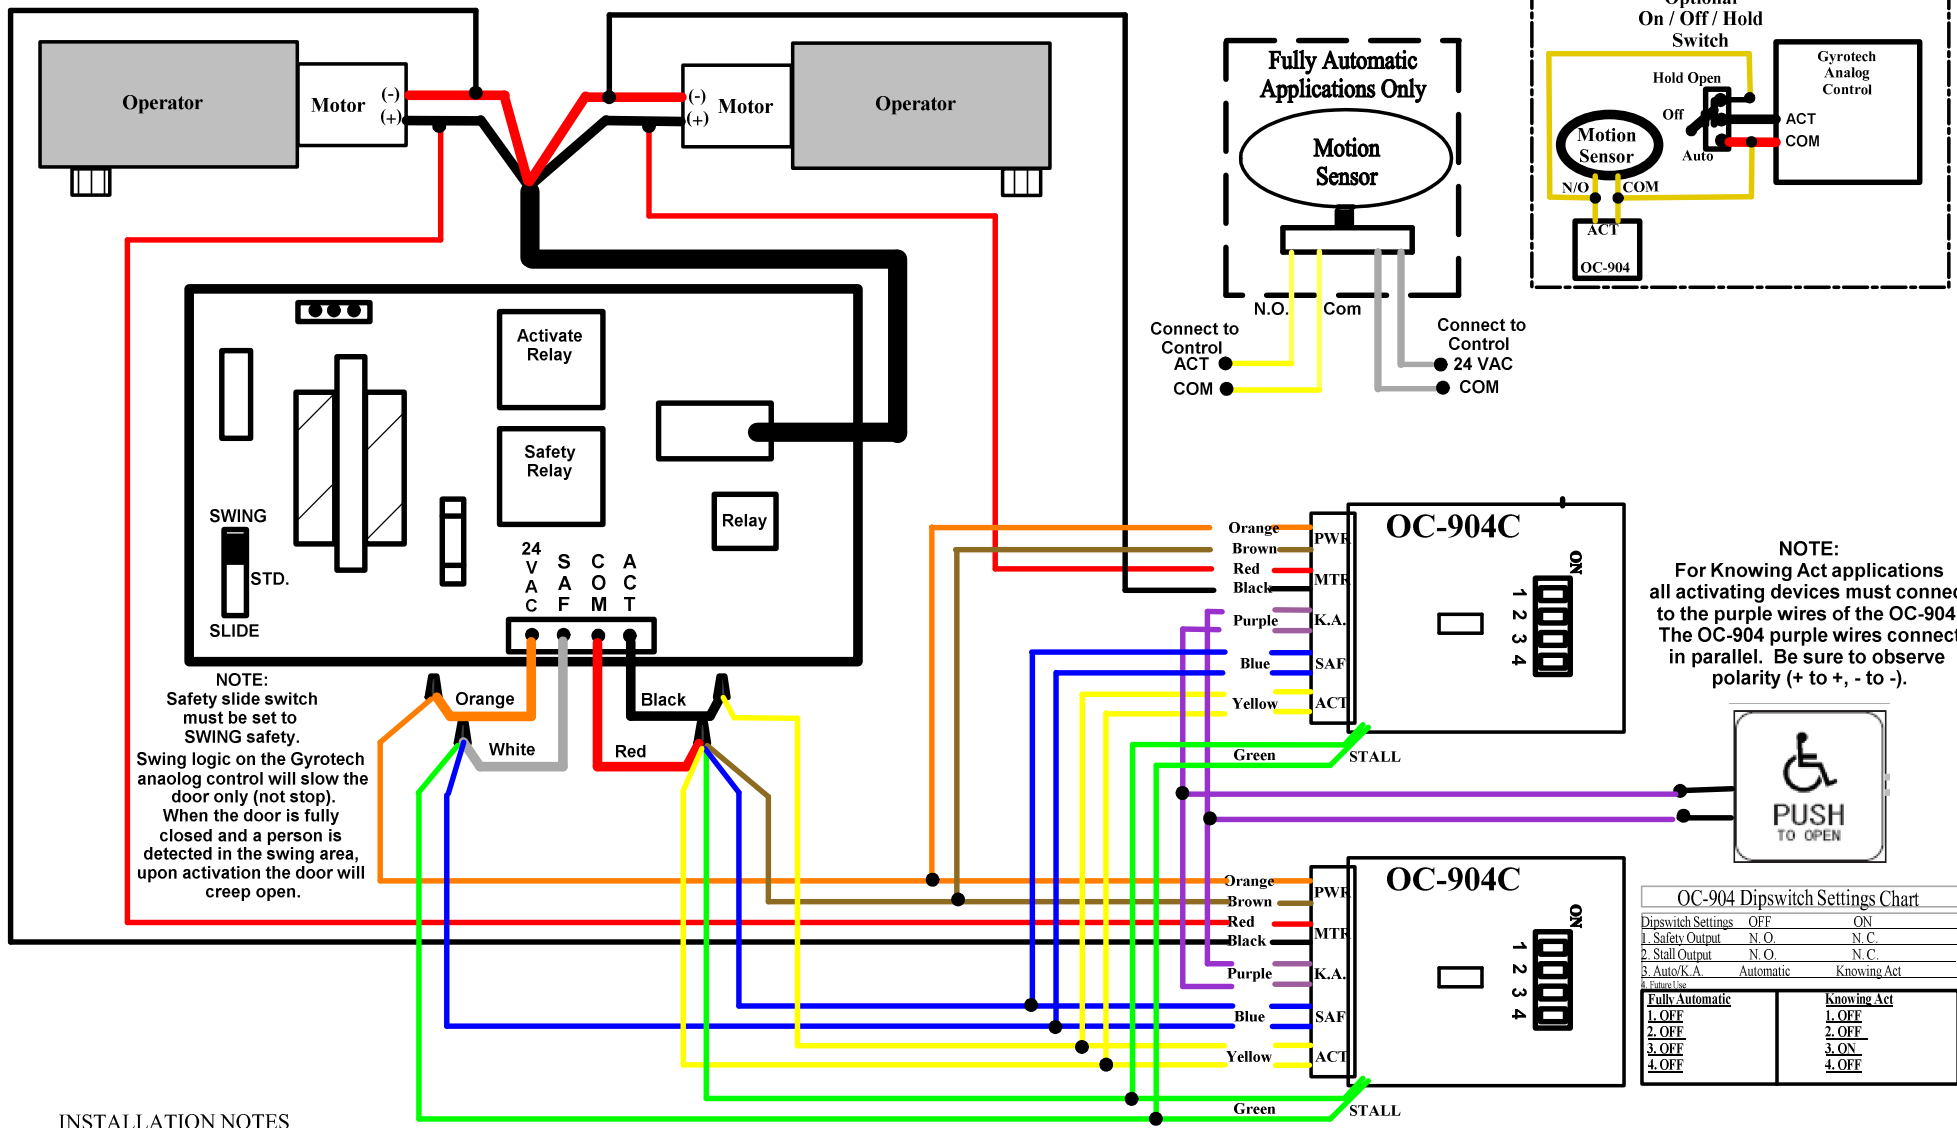 Optional
On / Off / Hold
Switch
Operator
Motor
(-)
(+)
(-)
(+)
Motor
Operator
Fully Automatic
Applications Only
Motion
Sensor
N.O.
Com
Connect to
Control
ACT
COM
Connect to
Control
24 VAC
COM
Hold Open
Off
Auto
Motion
Sensor
N/O
COM
ACT
OC-904
Gyrotech
Analog
Control
ACT
COM
Activate
Relay
Safety
Relay
Relay
SWING
STD.
SLIDE
24
V
A
C
S
A
F
C
O
M
A
C
T
NOTE:
Safety slide switch
must be set to
SWING safety.
Swing logic on the Gyrotech
anaolog control will slow the
door only (not stop).
When the door is fully
closed and a person is
detected in the swing area,
upon activation the door will
creep open.
Orange
White
Red
Black
Orange
Brown
Red
Black
Purple
Blue
Yellow
Green
PWR
MTR
K.A.
SAF
ACT
STALL
OC-904C
ON
1
2
3
4
NOTE:
For Knowing Act applications
all activating devices must connec
to the purple wires of the OC-904
The OC-904 purple wires connect
in parallel. Be sure to observe
polarity (+ to +, - to -).
PUSH
TO OPEN
Orange
Brown
Red
Black
Purple
Blue
Yellow
Green
PWR
MTR
K.A.
SAF
ACT
STALL
OC-904C
ON
1
2
3
4
OC-904 Dipswitch Settings Chart
Dipswitch Settings OFF ON
1. Safety Output N. O. N. C.
2. Stall Output N. O. N.C.
3. Auto/K.A. Automatic Knowing Act
4. Future Use
Fully Automatic Knowing Act
1. OFF 1. OFF
2. OFF 2. OFF
3. OFF 3. ON
4. OFF 4. OFF
INSTALLATION NOTES